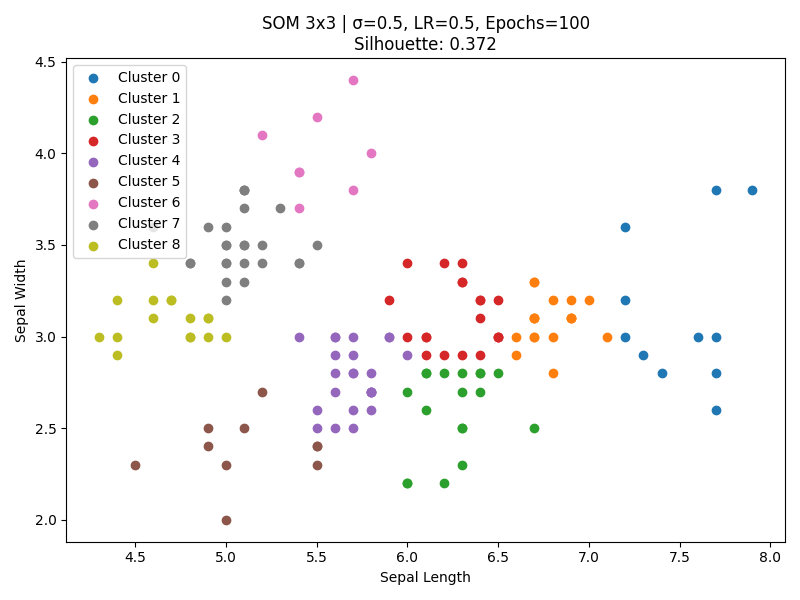 SOM 3x3 | σ=0.5, LR=0.5, Epochs=100
Silhouette: 0.372
4.5
4.0
3.5
3.0
2.5
2.0
Sepal Width
Cluster 0
Cluster 1
Cluster 2
Cluster 3
Cluster 4
Cluster 5
Cluster 6
Cluster 7
Cluster 8
4.5 5.0 5.5 6.0 6.5 7.0 7.5 8.0
Sepal Length